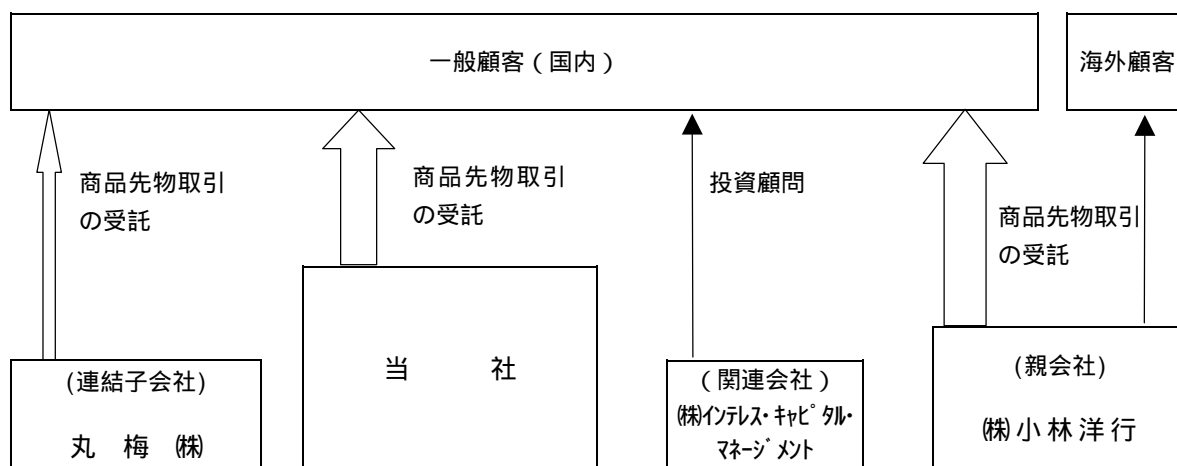 一般顧客（国内）
海外顧客
商品先物取引
の受託
商品先物取引
の受託
投資顧問
商品先物取引
の受託
(連結子会社)
丸　梅　㈱
当　　社
（関連会社）
㈱ｲﾝﾃﾚｽ･ｷｬﾋﾟﾀﾙ･
ﾏﾈｰｼﾞﾒﾝﾄ
(親会社)
㈱小林洋行